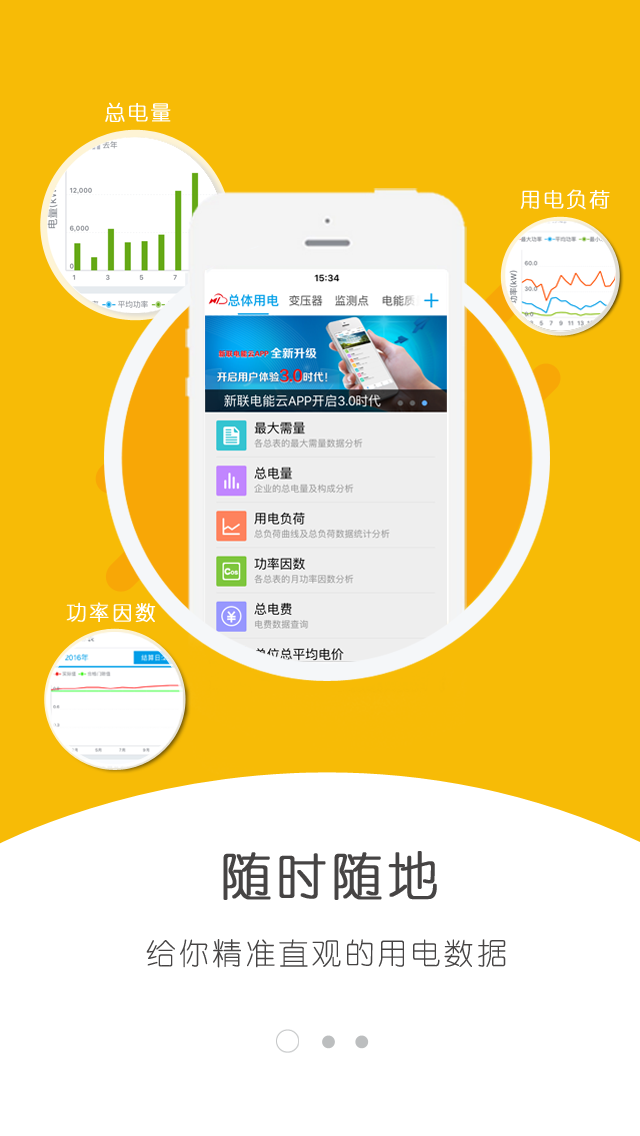 总电量
去年
12,000
6,000
0
1
3
5
7
平均功率
用电负荷
最大功率
平均功率
最小
功率(kW)
60.0
30.0
0.0
5 6 7 8 9 10 11 12 13
15:34
总体用电
变压器
监测点
电能质
新联电能云APP 全新升级
开启用户体验3.0时代!
新联电能云APP开启3.0时代
最大需量
各总表的最大需量数据分析
总电量
企业的总电量及构成分析
用电负荷
总负荷曲线及总负荷数据统计分析
功率因数
各总表的月功率因数分析
COS
总电费
电费数据查询
单位总平均电价
功率因数
2016年
结算日:
随时随地
给你精准直观的用电数据